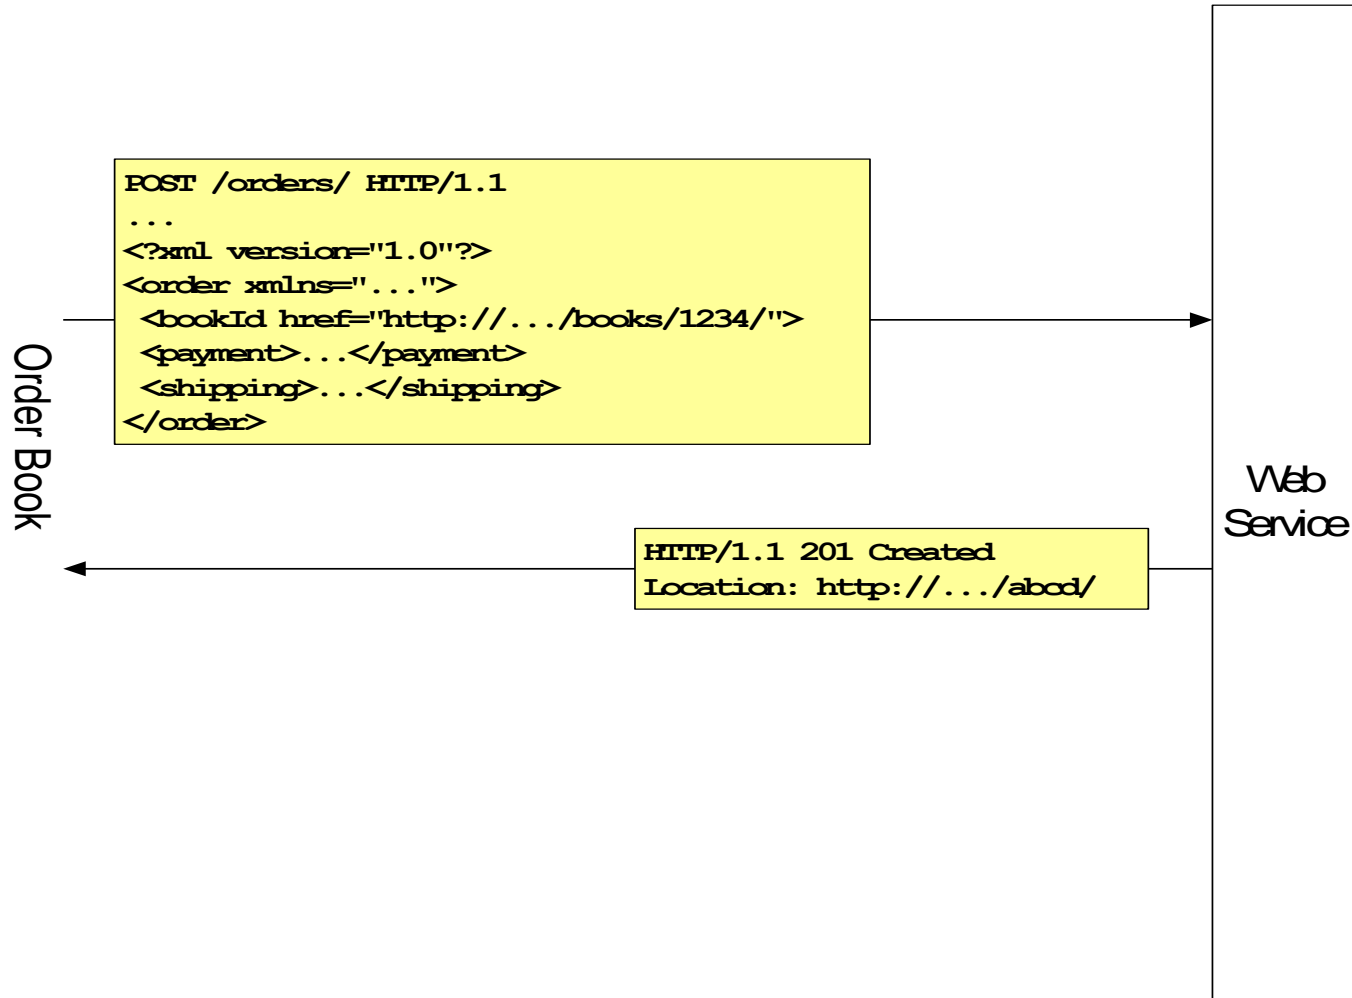 POST /orders/ HTTP/1.1
...
<?xml version="1.0"?>
<order xmlns="...">
<bookId href="http://.../books/1234/">
<payment>...</payment>
<shipping>...</shipping>
</order>
Order Book
Web
Service
HTTP/1.1 201 Created
Location: http://.../abcd/